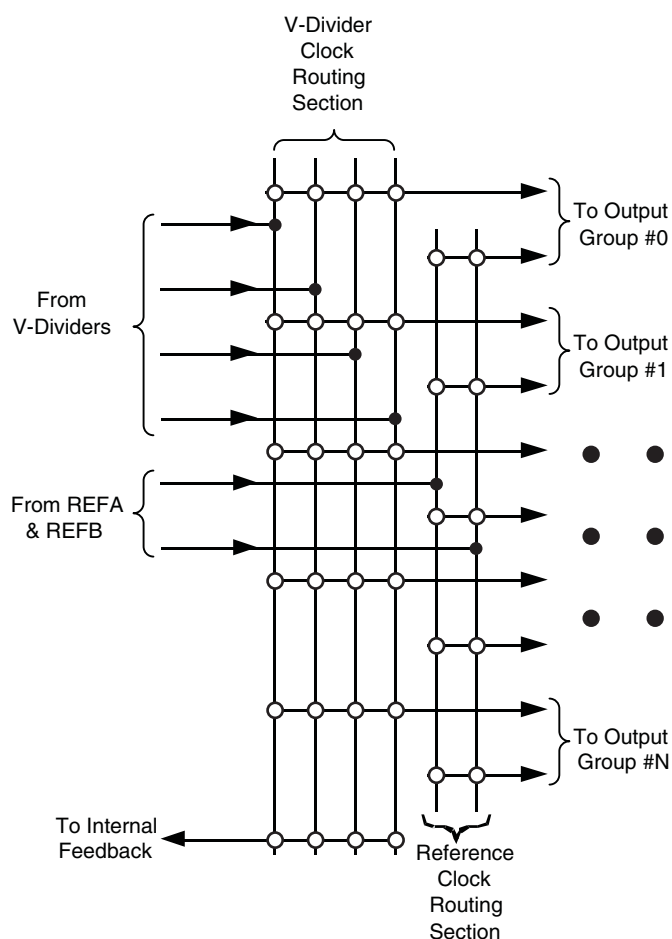 V-Divider
Clock
Routing
Section
To Output
Group #0
From
V-Dividers
To Output
Group #1
From REFA
& REFB
To Output
Group #N
To Internal
Feedback
Reference
Clock
Routing
Section